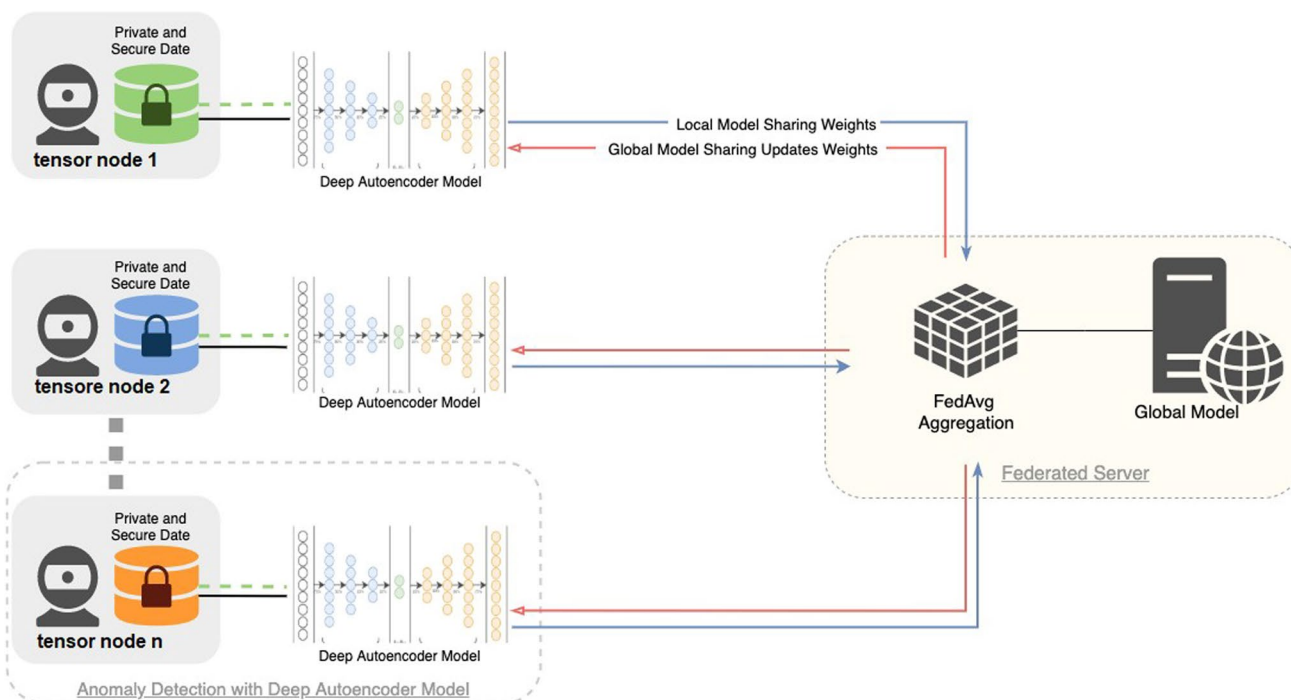 Private and
Secure Date
tensor node 1
Deep Autoencoder Model
Local Model Sharing Weights
Global Model Sharing Updates Weights
Private and
Secure Date
tensore node 2
Deep Autoencoder Model
FedAvg
Aggregation
Global Model
Federated Server
Private and
Secure Date
tensor node n
Deep Autoencoder Model
Anomaly Detection with Deep Autoencoder Model